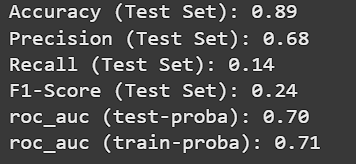 Accuracy (Test Set): 0.89
Precision (Test Set): 0.68
Recall (Test Set): 0.14
F1-Score (Test Set): 0.24
roc_auc (test-proba): 0.70
roc_auc (train-proba): 0.71